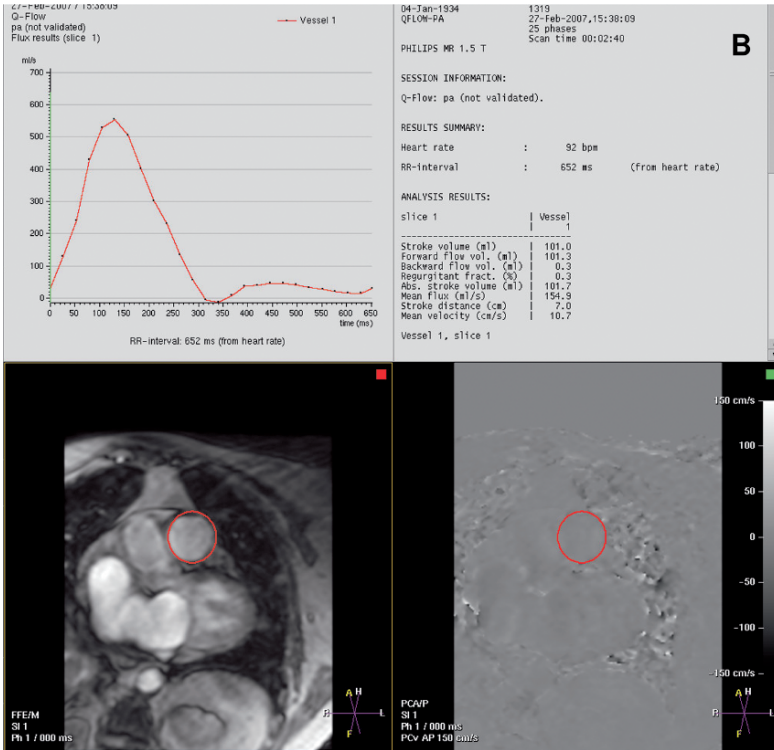 27-Feb-2007 / 15:38:09
Q-Flow
pa (not validated)
Flux results (slice 1)
Vessel 1
ml/s
700
600
500
400
300
200
100
0
0 50 100 150 200 250 300 350 400 450 500 550 600 650
time (ms)
RR-interval: 652 ms (from heart rate)
04-Jan-1934 1319
QFLOW-PA 27-Feb-2007,15:38:09
25 phases
Scan time 00:02:40
B
PHILIPS MR 1.5 T
SESSION INFORMATION:
Q-Flow: pa (not validated).
RESULTS SUMMARY:
Heart rate : 92 bpm
RR-interval : 652 ms (from heart rate)
ANALYSIS RESULTS:
slice 1 | Vessel
| 1
Stroke volume (ml) | 101.0
Forward flow vol. (ml) | 101.3
Backward flow vol. (ml) | 0.3
Regurgitant fract. (%) | 0.3
Abs. stroke volume (ml) | 101.7
Mean flux (ml/s) | 154.9
Stroke distance (cm) | 7.0
Mean velocity (cm/s) | 10.7
Vessel 1, slice 1
FFE/M
Sl 1
Ph 1 / 000 ms
A H
R L
F
150 cm/s
100
50
0
-50
-100
-150 cm/s
PCA/P
Sl 1
Ph 1 / 000 ms
PCv AP 150 cm/s
A H
R L
F